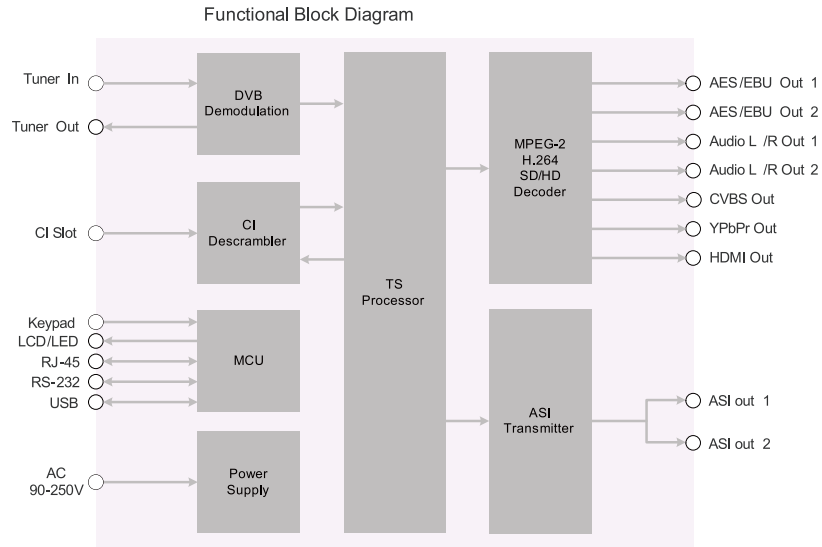 Functional Block Diagram
Tuner In
Tuner Out
CI Slot
Keypad
LCD/LED
RJ-45
RS-232
USB
AC
90-250V
DVB
Demodulation
CI
Descrambler
MCU
Power
Supply
TS
Processor
MPEG-2
H.264
SD/HD
Decoder
ASI
Transmitter
AES/EBU Out 1
AES/EBU Out 2
Audio L /R Out 1
Audio L /R Out 2
CVBS Out
YPbPr Out
HDMI Out
ASI out 1
ASI out 2